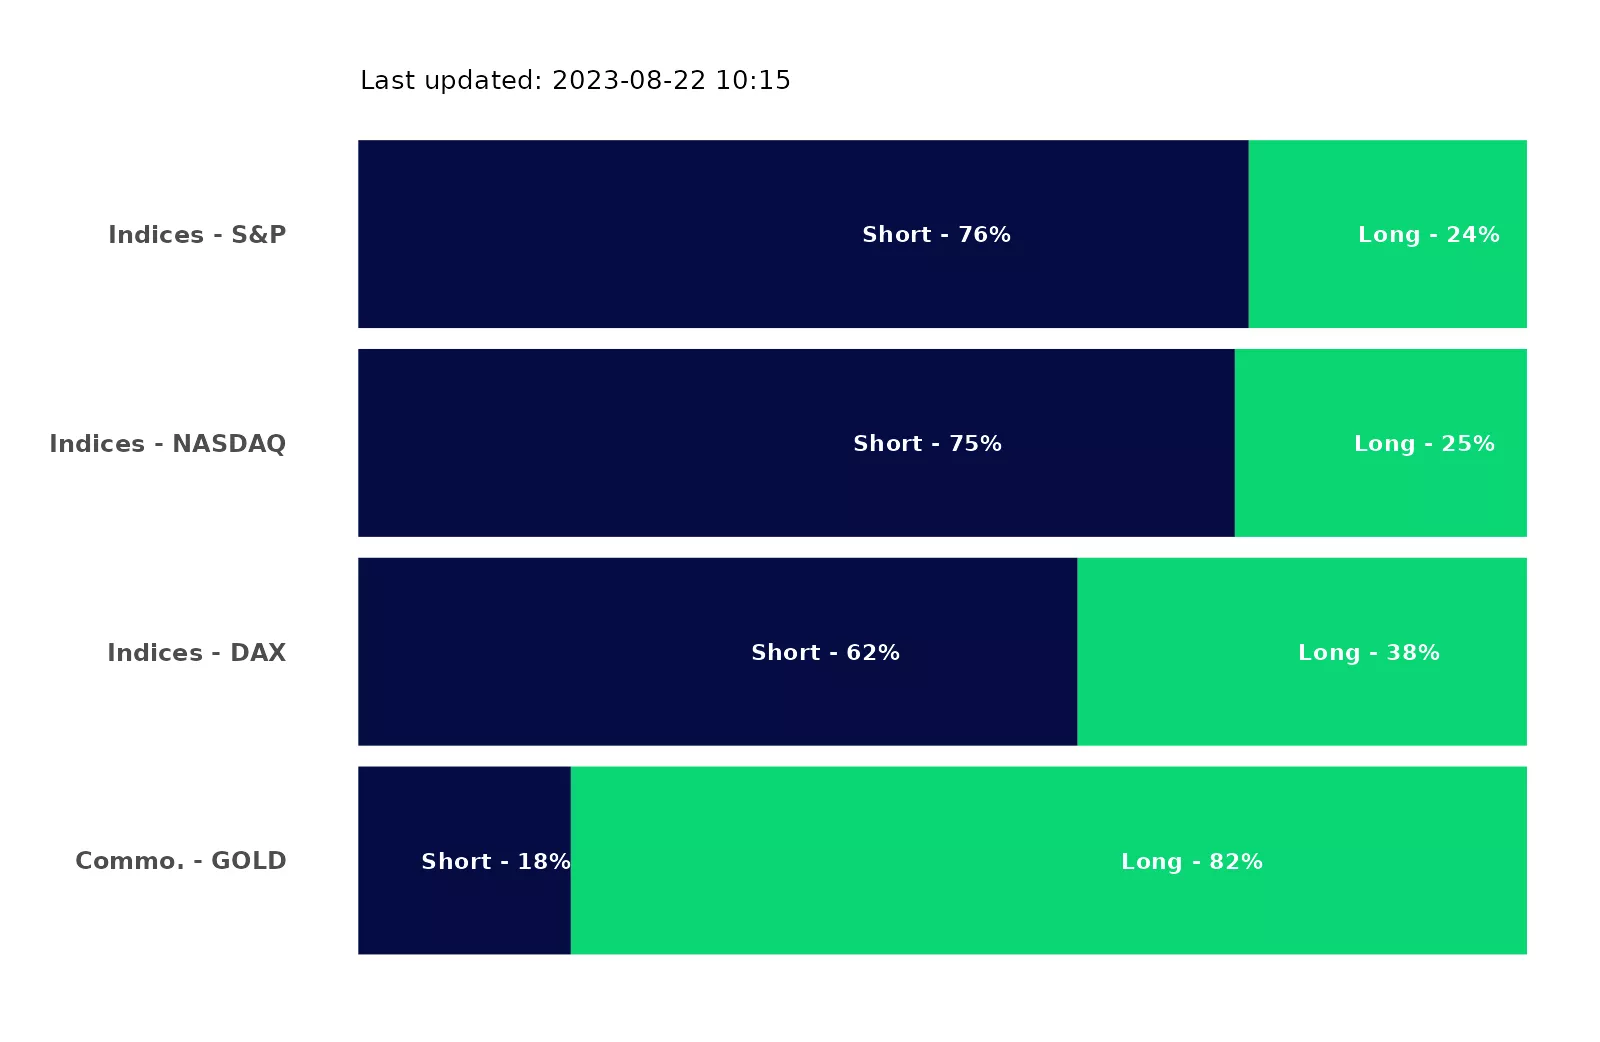 Last updated: 2023-08-22 10:15
Indices - S&P Short - 76% Long - 24%
Indices - NASDAQ Short - 75% Long - 25%
Indices - DAX Short - 62% Long - 38%
Commo. - GOLD Short - 18% Long - 82%